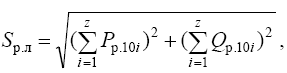 S_{р.л} = \sqrt{(\sum_{i=1}^{z} P_{р.10i})^2 + (\sum_{i=1}^{z} Q_{р.10i})^2} ,